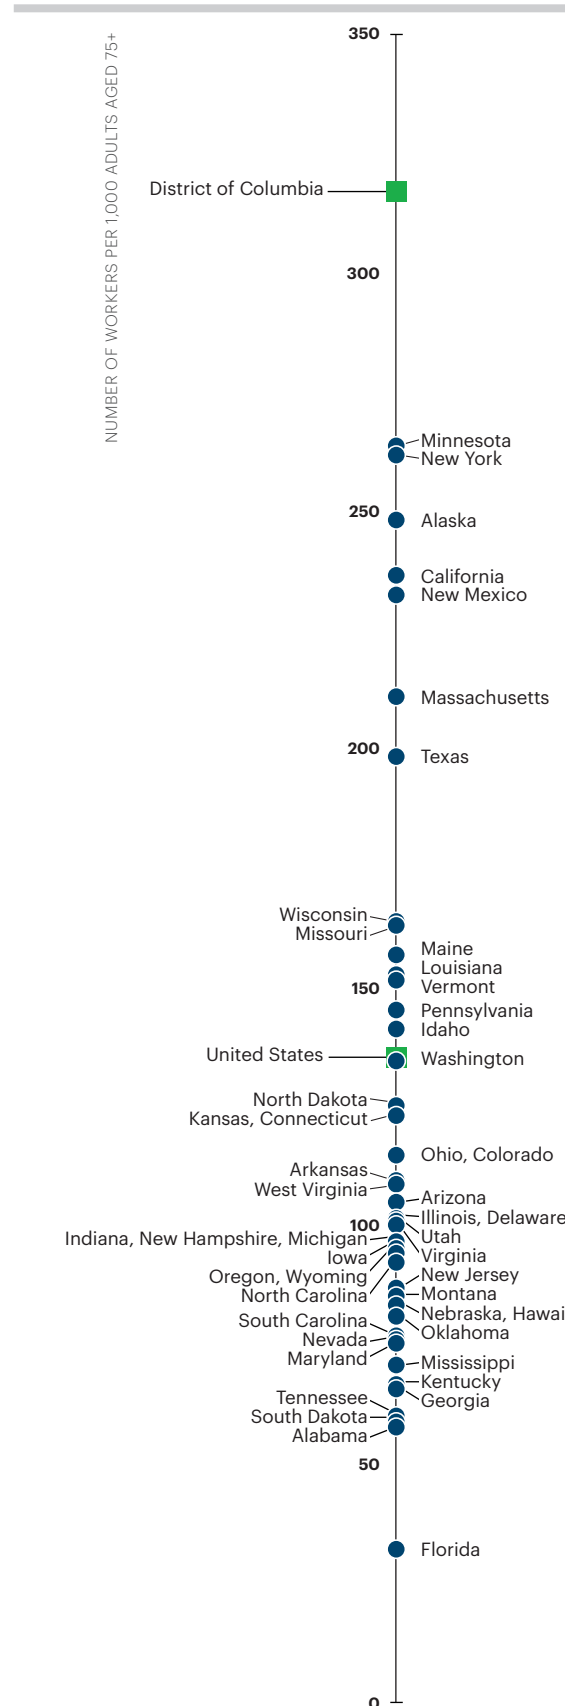 NUMBER OF WORKERS PER 1,000 ADULTS AGED 75+
350
District of Columbia
300
Minnesota
New York
250
Alaska
California
New Mexico
Massachusetts
200
Texas
Wisconsin
Missouri
Maine
Louisiana
150
Vermont
Pennsylvania
Idaho
United States
Washington
North Dakota
Kansas, Connecticut
Ohio, Colorado
Arkansas
West Virginia
Arizona
Illinois, Delaware
100
Utah
Indiana, New Hampshire, Michigan
Virginia
Iowa
Oregon, Wyoming
New Jersey
North Carolina
Montana
Nebraska, Hawai
South Carolina
Oklahoma
Nevada
Maryland
Mississippi
Kentucky
Tennessee
Georgia
South Dakota
Alabama
50
Florida
0